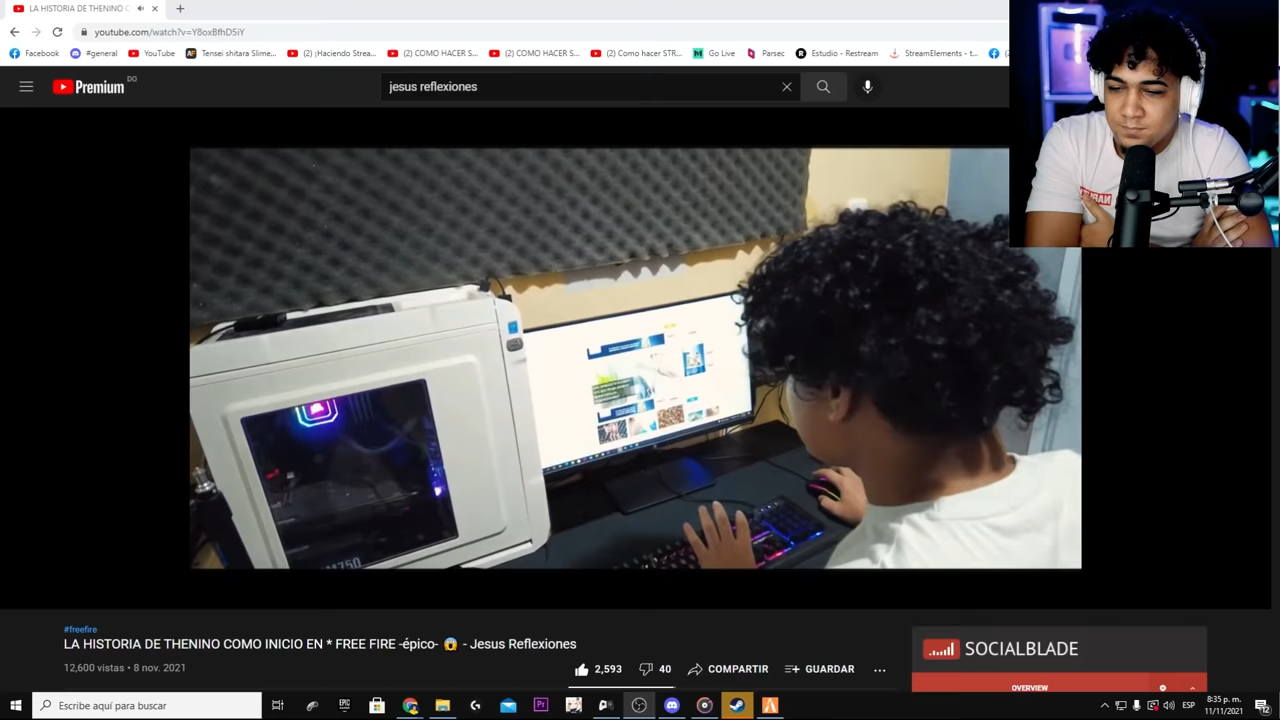 LA HISTORIA DE THENINO C
youtube.com/watch?v=Y8oxBfhD5iY
Facebook
#general
YouTube
Tensei shitara Slime...
(2) ¡Haciendo Strea...
(2) COMO HACER S...
(2) COMO HACER S...
(2) Como hacer STR...
Go Live
Parsec
Estudio - Restream
StreamElements - t...
Premium DO
jesus reflexiones
#freefire
LA HISTORIA DE THENINO COMO INICIO EN * FREE FIRE -épico- 😱 - Jesus Reflexiones
12,600 vistas • 8 nov. 2021
2,593
40
COMPARTIR
GUARDAR
...
SOCIALBLADE
OVERVIEW
Escribe aquí para buscar
ESP
8:35 p. m.
11/11/2021
12